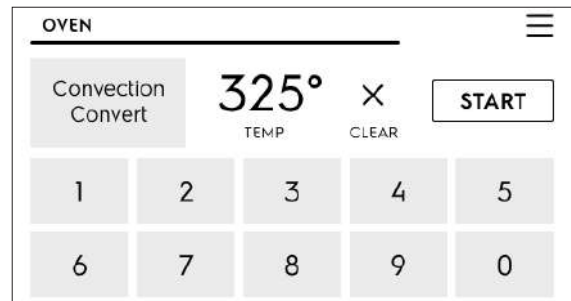 OVEN
Convection
Convert
325°
TEMP
×
CLEAR
START
1 2 3 4 5
6 7 8 9 0